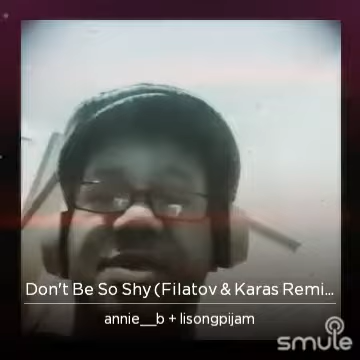 Don't Be So Shy (Filatov & Karas Remi...
annie__b + lisongpijam
smule